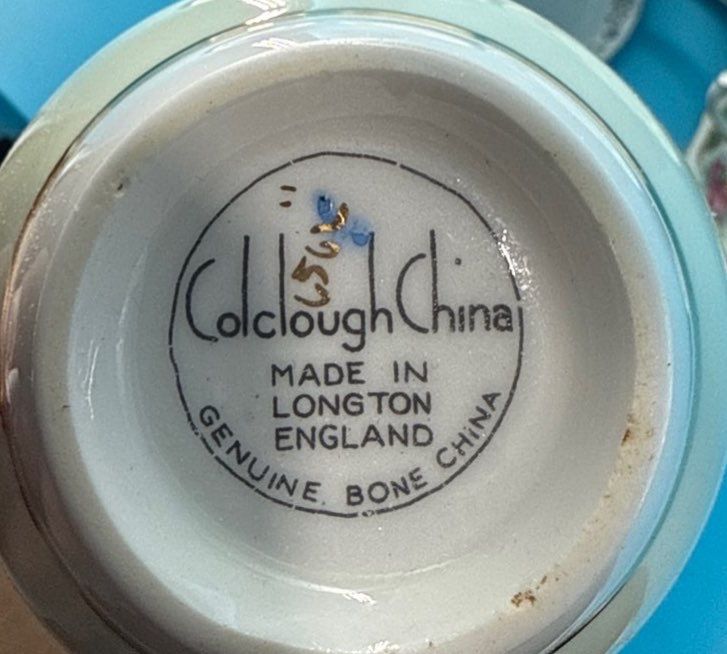 Colclough China
MADE IN
LONGTON
ENGLAND
GENUINE. BONE CHINA